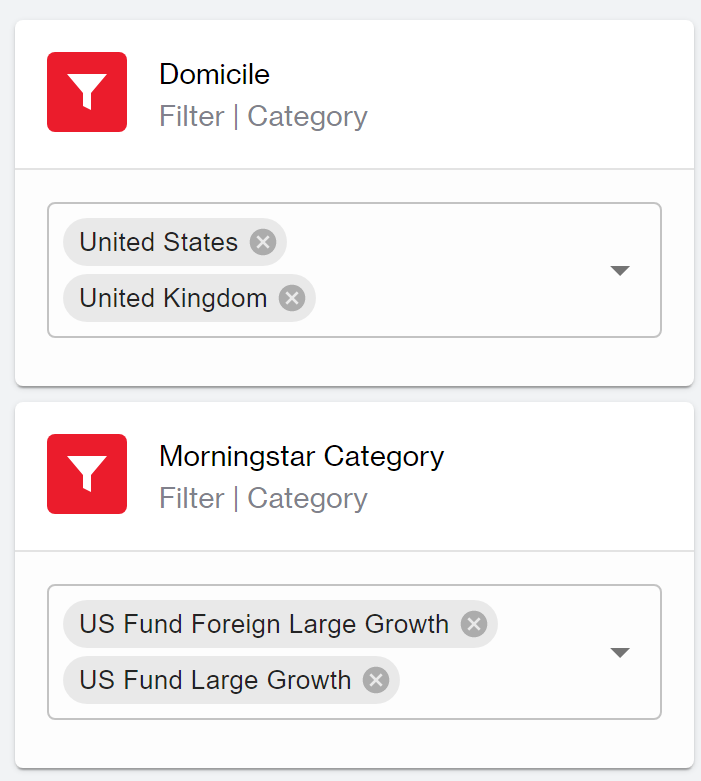 Domicile
Filter | Category
United States
United Kingdom
Morningstar Category
Filter | Category
US Fund Foreign Large Growth
US Fund Large Growth